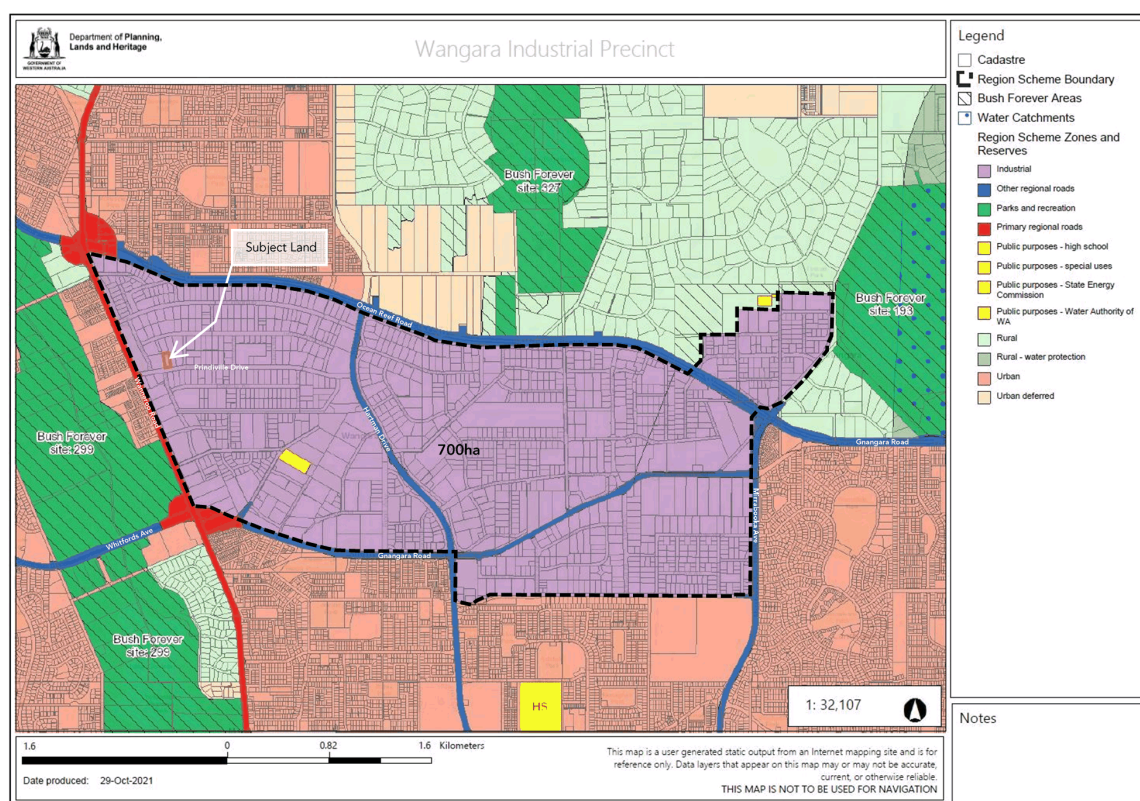 Department of Planning,
Lands and Heritage
GOVERNMENT OF
WESTERN AUSTRALIA
Wangara Industrial Precinct
Bush Forever
site: 327
Subject Land
Bush Forever
site: 193
Ocean Reef Road
Prindiville Drive
Hartman Drive
Bush Forever
site: 299
700ha
Gnangara Road
Mirrabooka Ave
Whitfords Ave
Gnangara Road
Bush Forever
site: 299
HS
1: 32,107
Legend
Cadastre
Region Scheme Boundary
Bush Forever Areas
Water Catchments
Region Scheme Zones and
Reserves
Industrial
Other regional roads
Parks and recreation
Primary regional roads
Public purposes - high school
Public purposes - special uses
Public purposes - State Energy
Commission
Public purposes - Water Authority of
WA
Rural
Rural - water protection
Urban
Urban deferred
Notes
1.6 0 0.82 1.6 Kilometers
Date produced: 29-Oct-2021
This map is a user generated static output from an Internet mapping site and is for
reference only. Data layers that appear on this map may or may not be accurate,
current, or otherwise reliable.
THIS MAP IS NOT TO BE USED FOR NAVIGATION